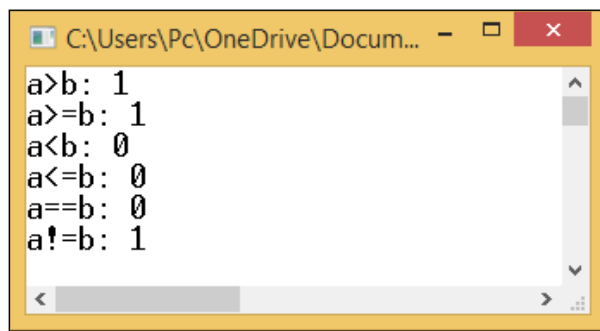 C:\Users\Pc\OneDrive\Docum...
a>b: 1
a>=b: 1
a<b: 0
a<=b: 0
a==b: 0
a!=b: 1